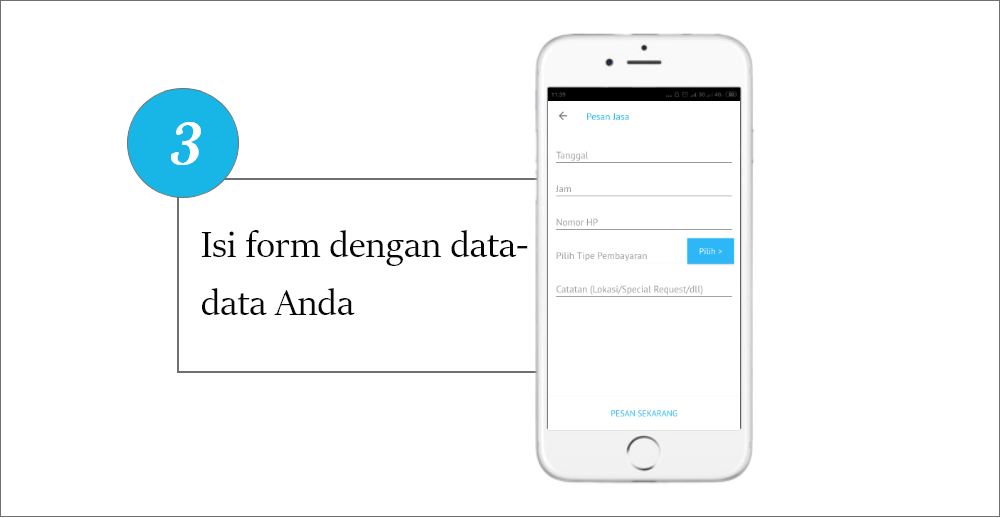 3
Isi form dengan data-
data Anda
11:39
Pesan Jasa
Tanggal
Jam
Nomor HP
Pilih Tipe Pembayaran
Pilih >
Catatan (Lokasi/Special Request/dll)
PESAN SEKARANG